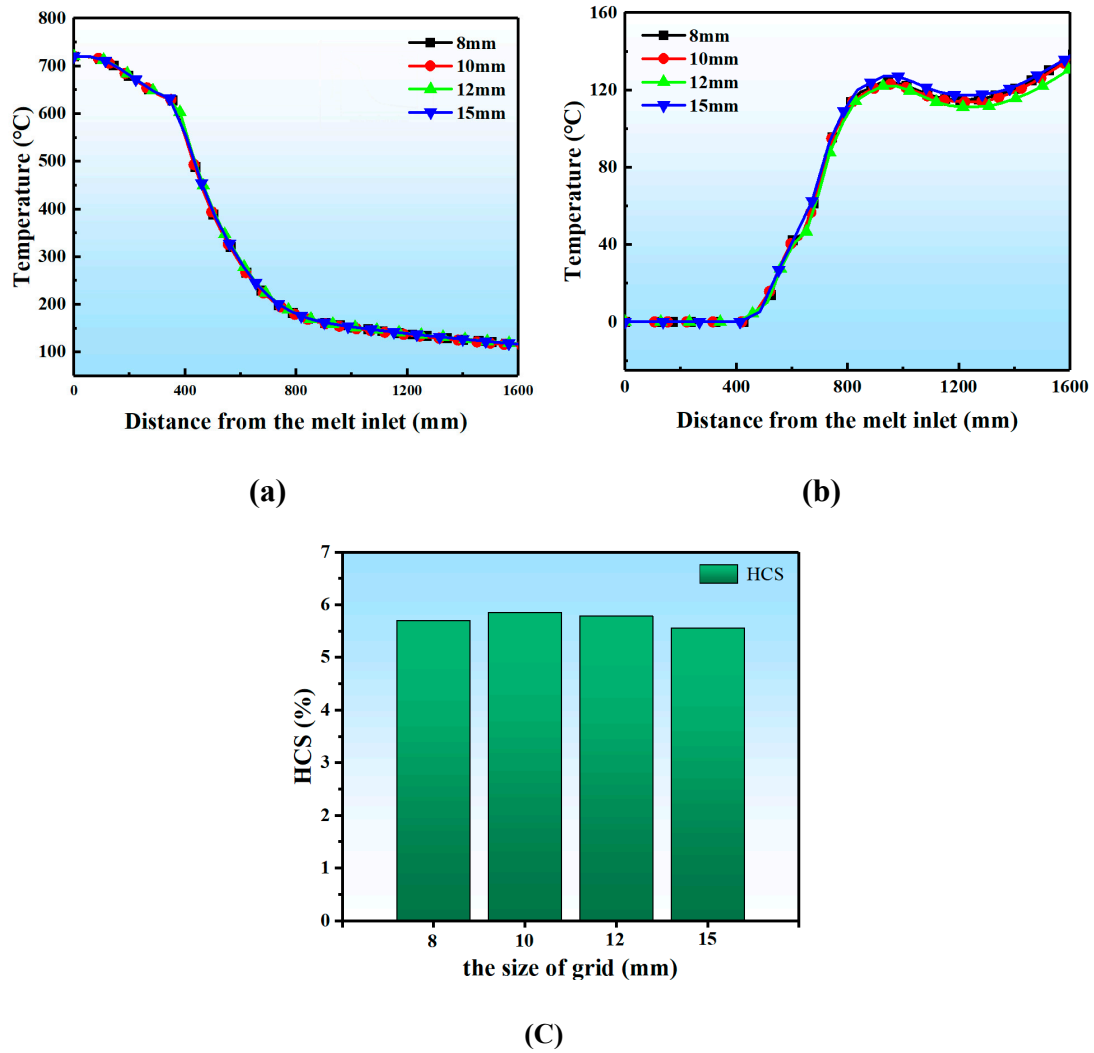 800
700
600
500
400
300
200
100
0
400
800
1200
1600
Temperature (℃)
Distance from the melt inlet (mm)
8mm
10mm
12mm
15mm
(a)
160
120
80
40
0
0
400
800
1200
1600
Temperature (℃)
Distance from the melt inlet (mm)
8mm
10mm
12mm
15mm
(b)
7
6
5
4
3
2
1
0
HCS (%)
HCS
8
10
12
15
the size of grid (mm)
(C)